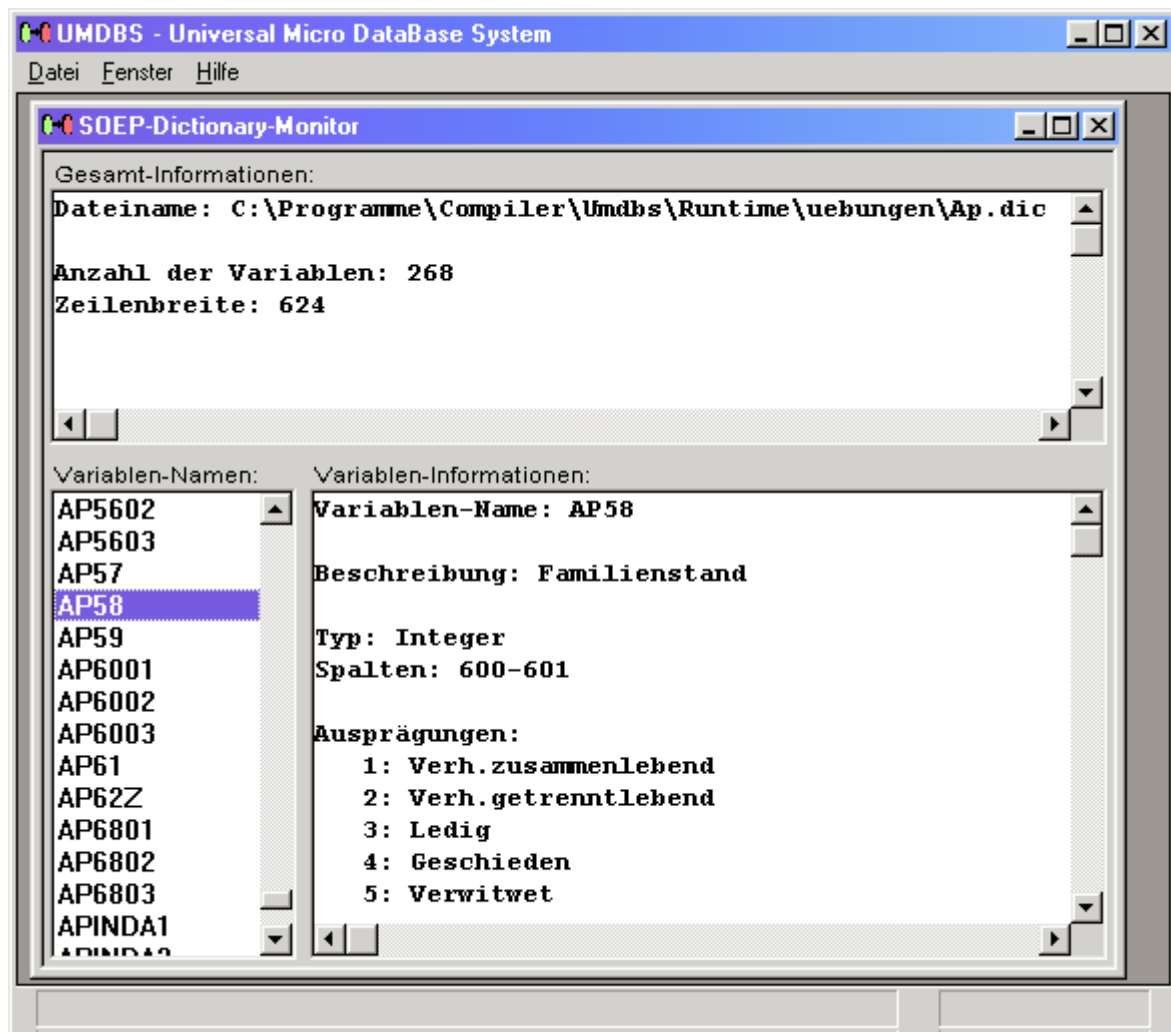 UMDBS - Universal Micro DataBase System
Datei Fenster Hilfe
SOEP-Dictionary-Monitor
Gesamt-Informationen:
Dateiname: C:\Programme\Compiler\Umdbs\Runtime\uebungen\Ap.dic
Anzahl der Variablen: 268
Zeilenbreite: 624
Variablen-Namen:
AP5602
AP5603
AP57
AP58
AP59
AP6001
AP6002
AP6003
AP61
AP62Z
AP6801
AP6802
AP6803
APINDA1
Variablen-Informationen:
Variablen-Name: AP58
Beschreibung: Familienstand
Typ: Integer
Spalten: 600-601
Ausprägungen:
1: Verh.zusammenlebend
2: Verh.getrenntlebend
3: Ledig
4: Geschieden
5: Verwitwet